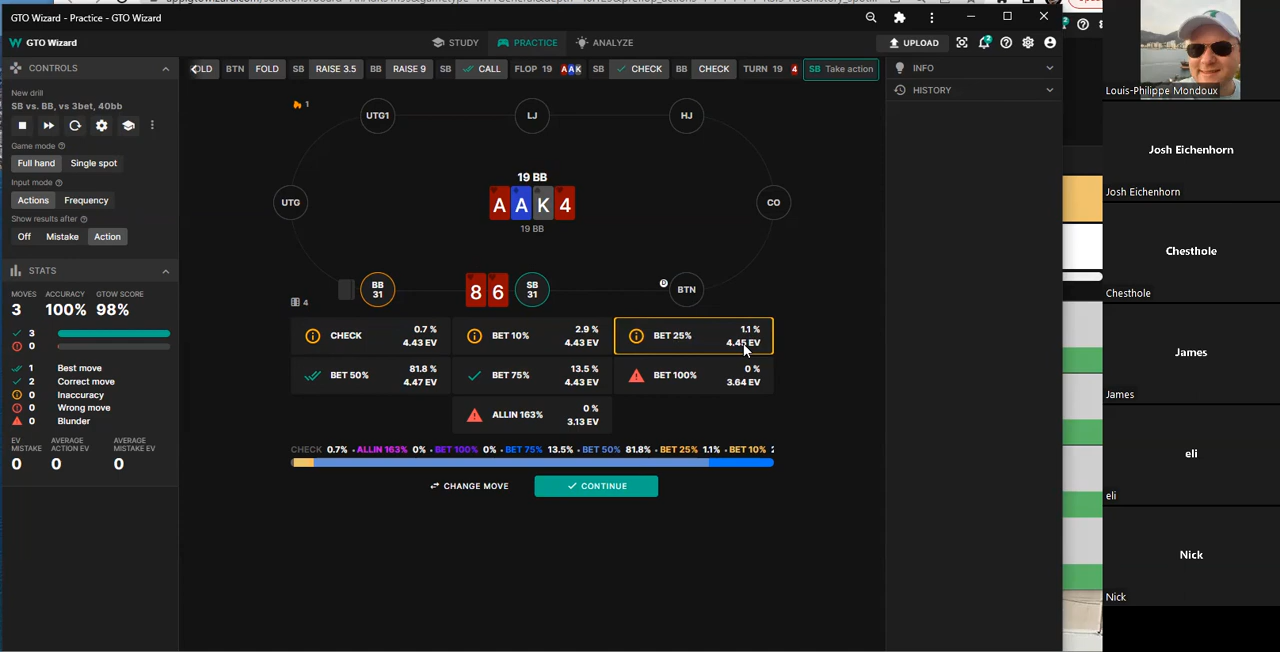 GTO Wizard - Practice - GTO Wizard
GTO Wizard
STUDY
PRACTICE
ANALYZE
UPLOAD
CONTROLS
New drill
SB vs. BB, vs 3bet, 40bb
Game mode
Full hand
Single spot
Input mode
Actions
Frequency
Show results after
Off
Mistake
Action
STATS
MOVES
ACCURACY
GTOW SCORE
3
100%
98%
3
0
1 Best move
2 Correct move
0 Inaccuracy
0 Wrong move
0 Blunder
EV MISTAKE
AVERAGE ACTION EV
AVERAGE MISTAKE EV
0
0
0
OLD
BTN
FOLD
SB
RAISE 3.5
BB
RAISE 9
SB
CALL
FLOP 19
A A K
SB
CHECK
BB
CHECK
TURN 19
4
SB Take action
INFO
HISTORY
1
UTG1
LJ
HJ
UTG
CO
19 BB
A
A
K
4
19 BB
BB
31
8
6
SB
31
D
BTN
4
CHECK 0.7 % 4.43 EV
BET 10% 2.9 % 4.43 EV
BET 25% 1.1 % 4.45 EV
BET 50% 81.8 % 4.47 EV
BET 75% 13.5 % 4.43 EV
BET 100% 0 % 3.64 EV
ALLIN 163% 0 % 3.13 EV
CHECK 0.7% • ALLIN 163% 0% • BET 100% 0% • BET 75% 13.5% • BET 50% 81.8% • BET 25% 1.1% • BET 10%
CHANGE MOVE
CONTINUE
Louis-Philippe Mondoux
Josh Eichenhorn
Josh Eichenhorn
Chesthole
Chesthole
James
James
eli
eli
Nick
Nick